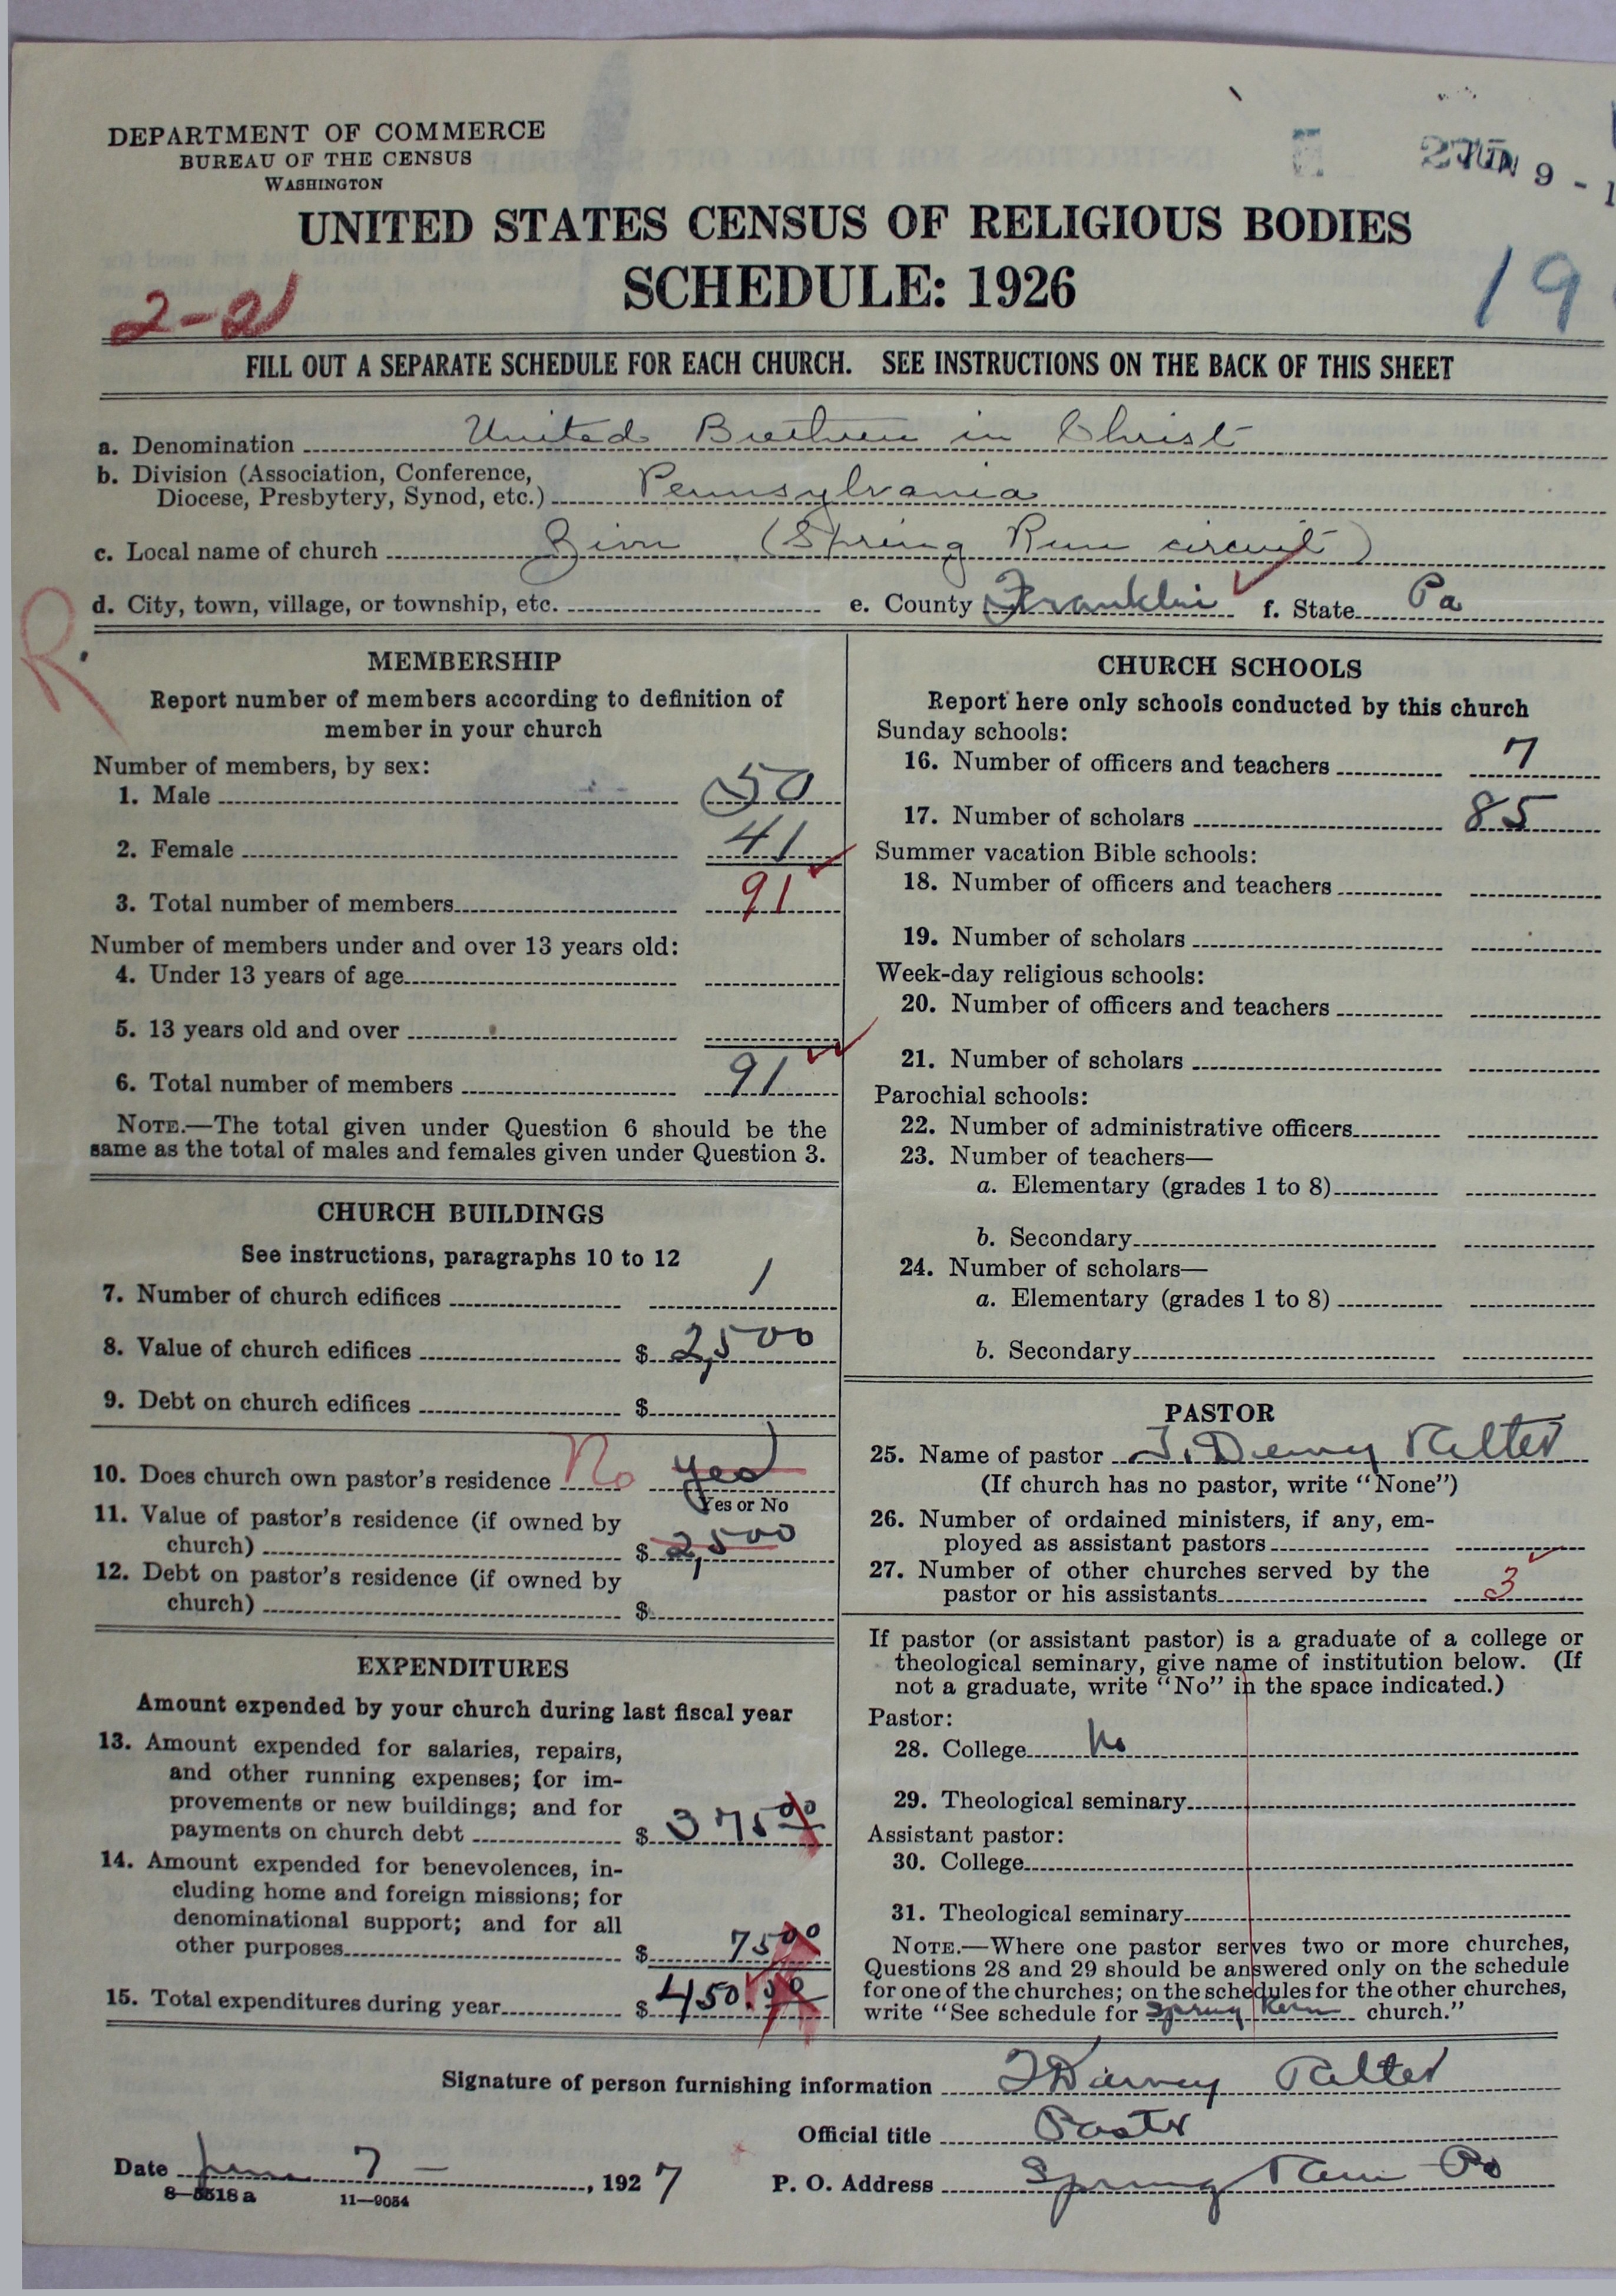 DEPARTMENT OF COMMERCE
BUREAU OF THE CENSUS
WASHINGTON
JUN 9 - 1
UNITED STATES CENSUS OF RELIGIOUS BODIES
SCHEDULE: 1926
19
2-21
FILL OUT A SEPARATE SCHEDULE FOR EACH CHURCH. SEE INSTRUCTIONS ON THE BACK OF THIS SHEET
a. Denomination United Brethren in Christ
b. Division (Association, Conference,
Diocese, Presbytery, Synod, etc.) Pennsylvania
c. Local name of church Zion (Spring Run circuit)
R.
d. City, town, village, or township, etc. e. County Franklin f. State Pa
MEMBERSHIP
Report number of members according to definition of
member in your church
Number of members, by sex:
1. Male 50
2. Female 41
3. Total number of members 91
Number of members under and over 13 years old:
4. Under 13 years of age
5. 13 years old and over
6. Total number of members 91
NOTE.—The total given under Question 6 should be the
same as the total of males and females given under Question 3.
CHURCH BUILDINGS
See instructions, paragraphs 10 to 12
7. Number of church edifices 1
8. Value of church edifices $ 2,500
9. Debt on church edifices $
10. Does church own pastor's residence No yes
Yes or No
11. Value of pastor's residence (if owned by
church) $ 2,500
12. Debt on pastor's residence (if owned by
church) $
EXPENDITURES
Amount expended by your church during last fiscal year
13. Amount expended for salaries, repairs,
and other running expenses; for im-
provements or new buildings; and for
payments on church debt $ 375 00
14. Amount expended for benevolences, in-
cluding home and foreign missions; for
denominational support; and for all
other purposes $ 75 00
15. Total expenditures during year $ 450.00
CHURCH SCHOOLS
Report here only schools conducted by this church
Sunday schools:
16. Number of officers and teachers 7
17. Number of scholars 85
Summer vacation Bible schools:
18. Number of officers and teachers
19. Number of scholars
Week-day religious schools:
20. Number of officers and teachers
21. Number of scholars
Parochial schools:
22. Number of administrative officers
23. Number of teachers—
a. Elementary (grades 1 to 8)
b. Secondary
24. Number of scholars—
a. Elementary (grades 1 to 8)
b. Secondary
PASTOR
25. Name of pastor
(If church has no pastor, write "None")
26. Number of ordained ministers, if any, em-
ployed as assistant pastors
27. Number of other churches served by the
pastor or his assistants 3
If pastor (or assistant pastor) is a graduate of a college or
theological seminary, give name of institution below. (If
not a graduate, write "No" in the space indicated.)
Pastor:
28. College No
29. Theological seminary
Assistant pastor:
30. College
31. Theological seminary
NOTE.—Where one pastor serves two or more churches,
Questions 28 and 29 should be answered only on the schedule
for one of the churches; on the schedules for the other churches,
write "See schedule for Spring Run church."
Signature of person furnishing information
Official title Pastor
Date June 7 - , 1927 P. O. Address Spring Run Pa
8—5518 a 11—9054